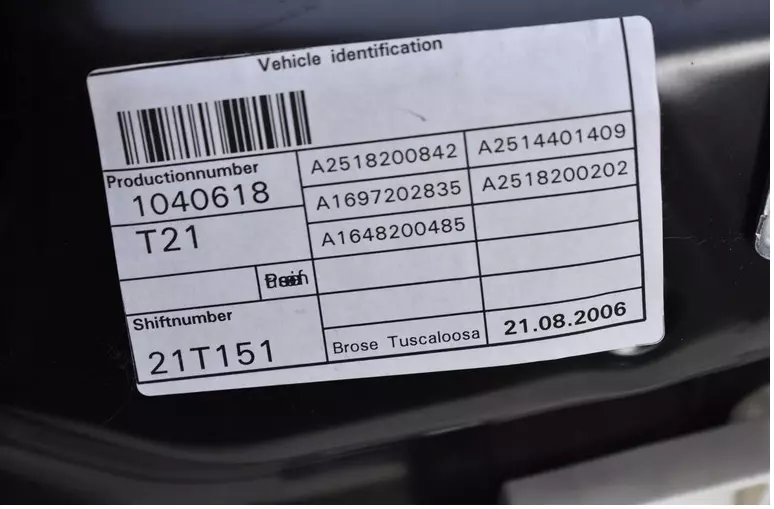 Vehicle identification
Productionnumber
1040618
T21
Shiftnumber
21T151
A2518200842
A2514401409
A1697202835
A2518200202
A1648200485
Brose Tuscaloosa
21.08.2006